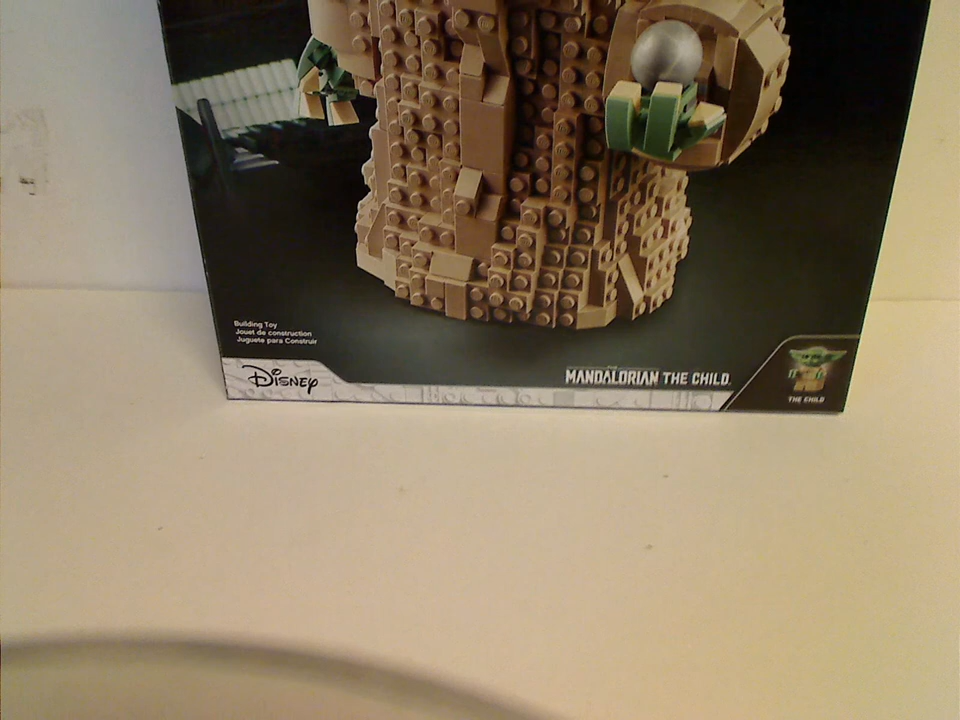 Building Toy
Jouet de construction
Juguete para Construir
Disney
MANDALORIAN THE CHILD
THE CHILD